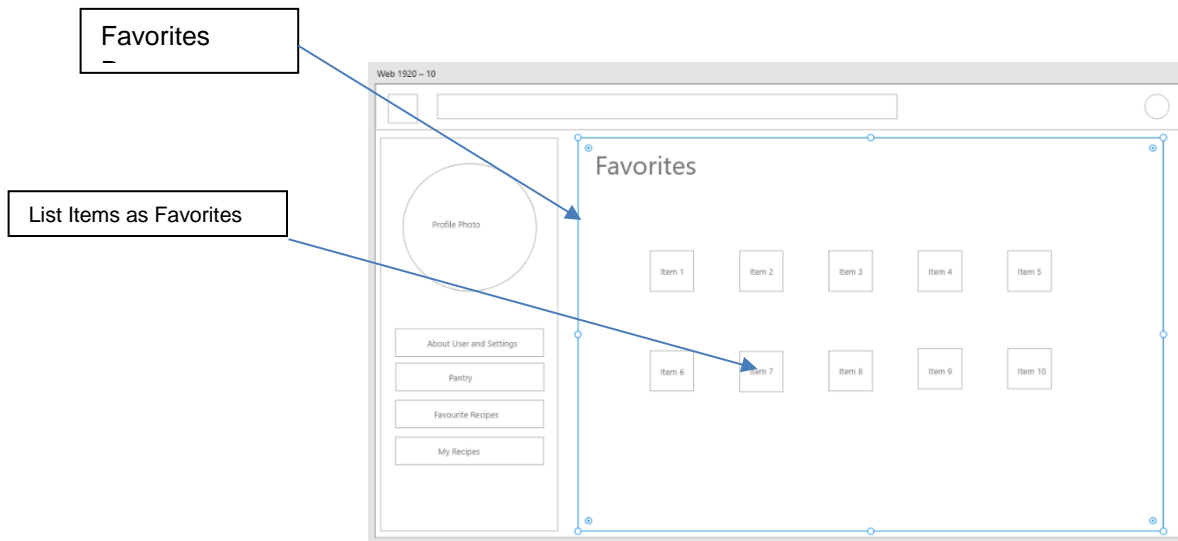 Favorites
Web 1920 – 10
Favorites
Profile Photo
List Items as Favorites
Item 1
Item 2
Item 3
Item 4
Item 5
About User and Settings
Item 6
Item 7
Item 8
Item 9
Item 10
Pantry
Favourite Recipes
My Recipes